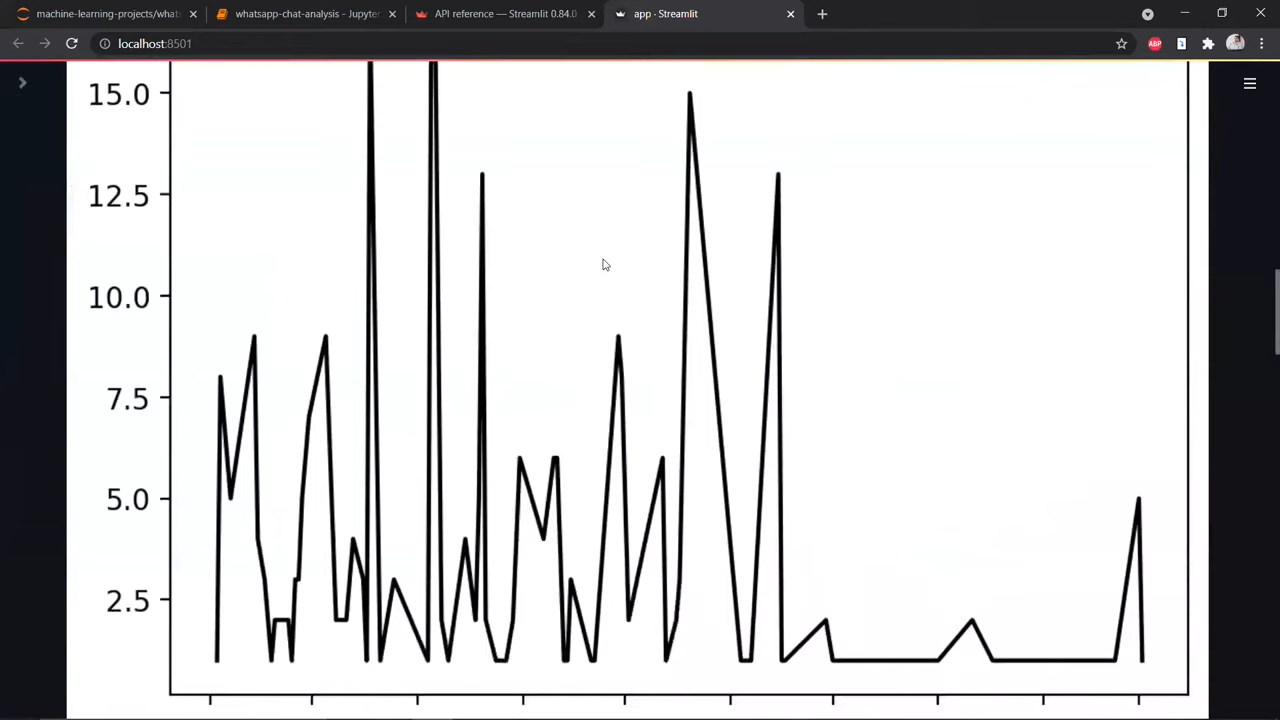 machine-learning-projects/what:
whatsapp-chat-analysis - Jupyter
API reference — Streamlit 0.84.0
app · Streamlit
localhost:8501
ABP
15.0
12.5
10.0
7.5
5.0
2.5